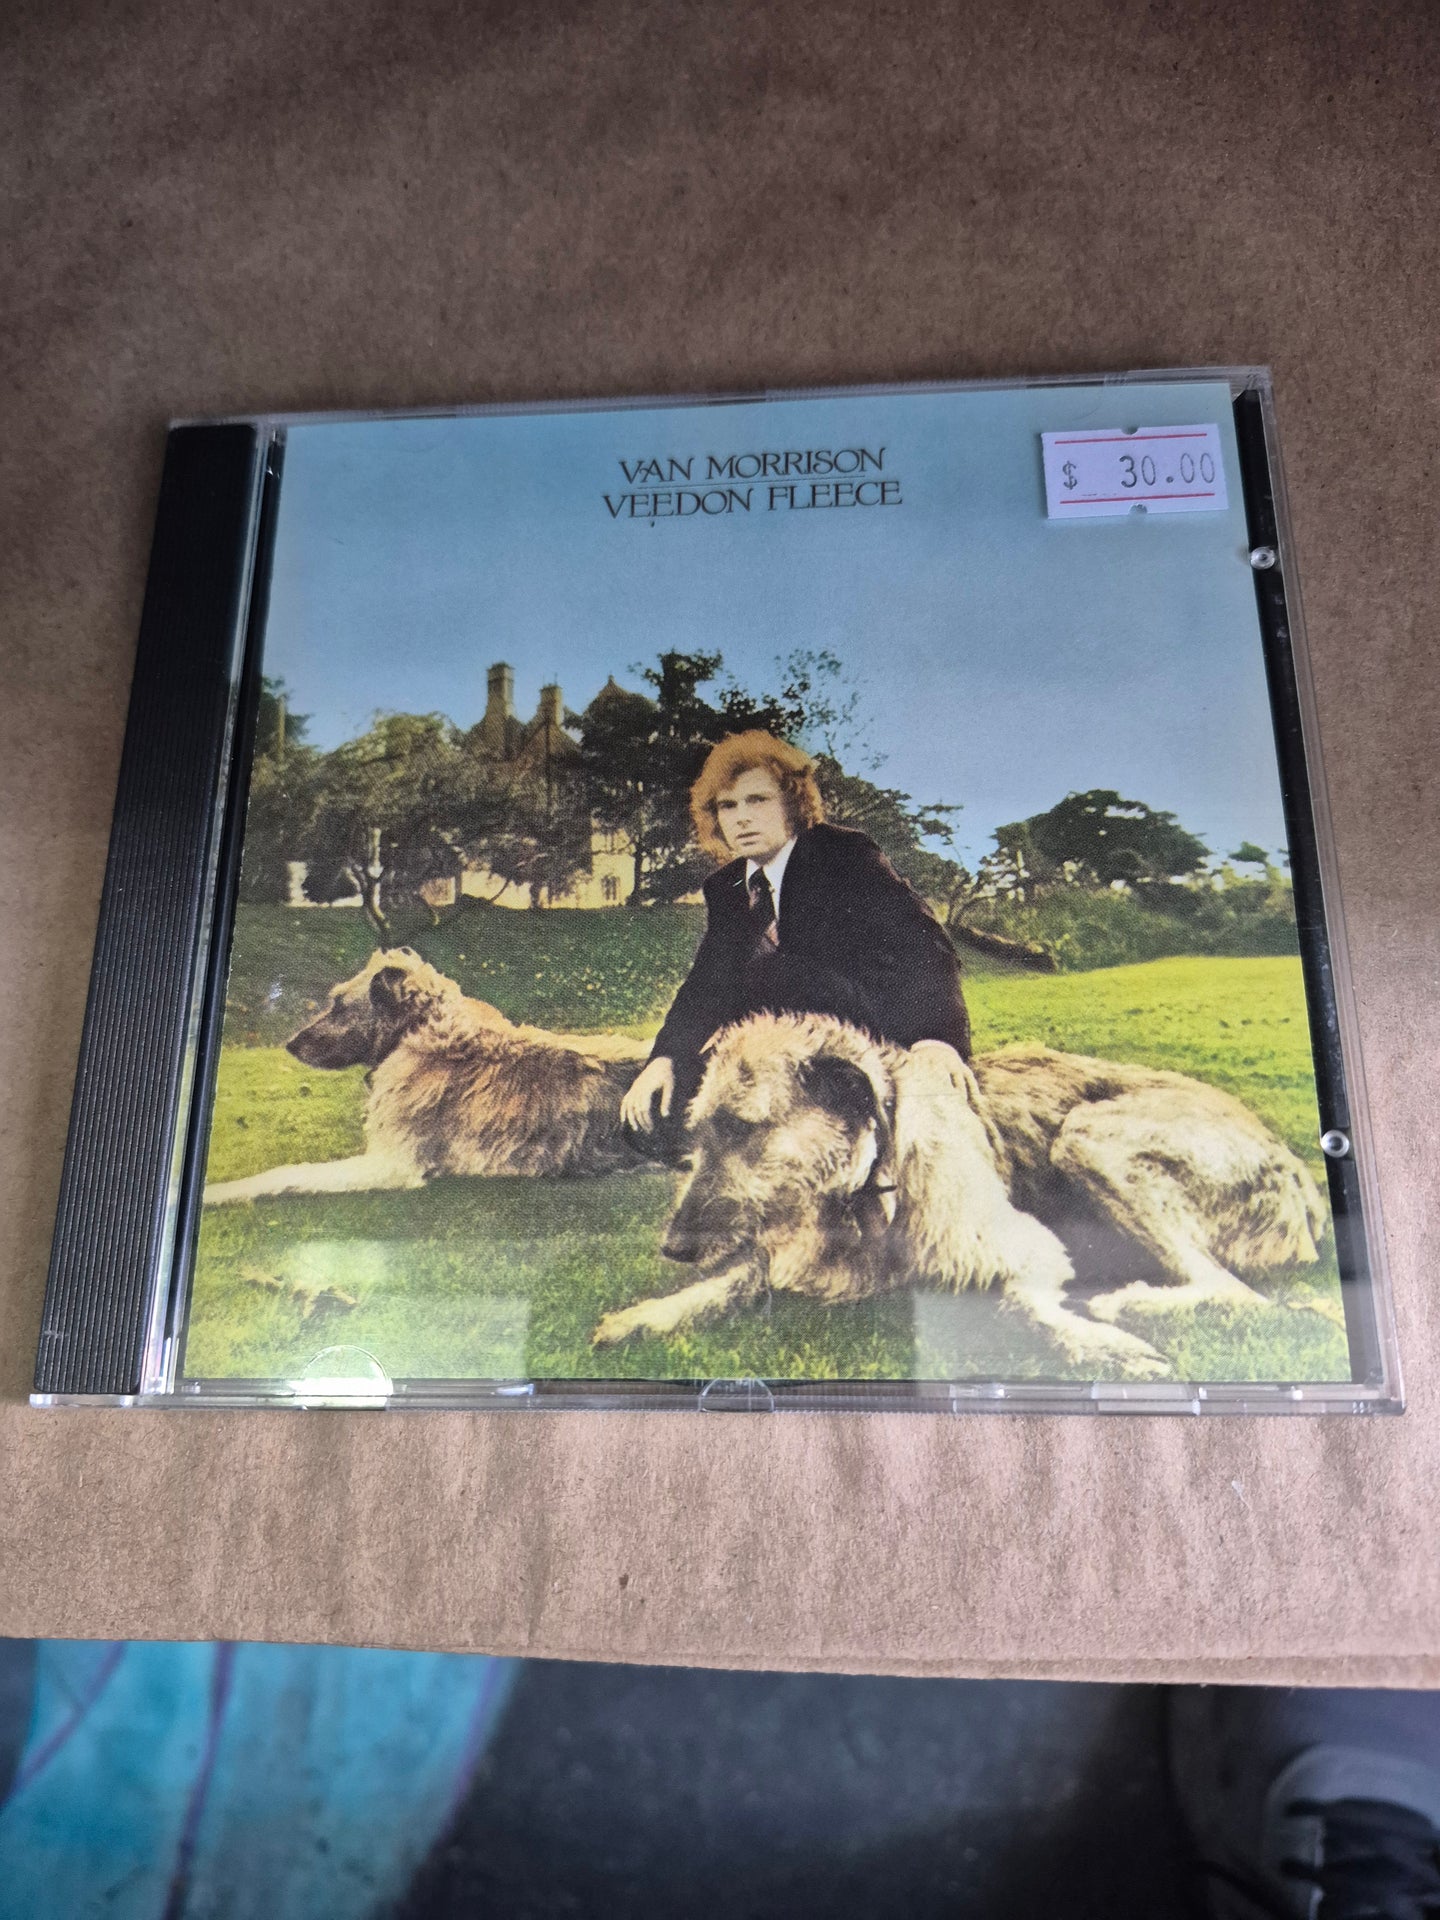 VAN MORRISON
VEEDON FLEECE
$ 30.00